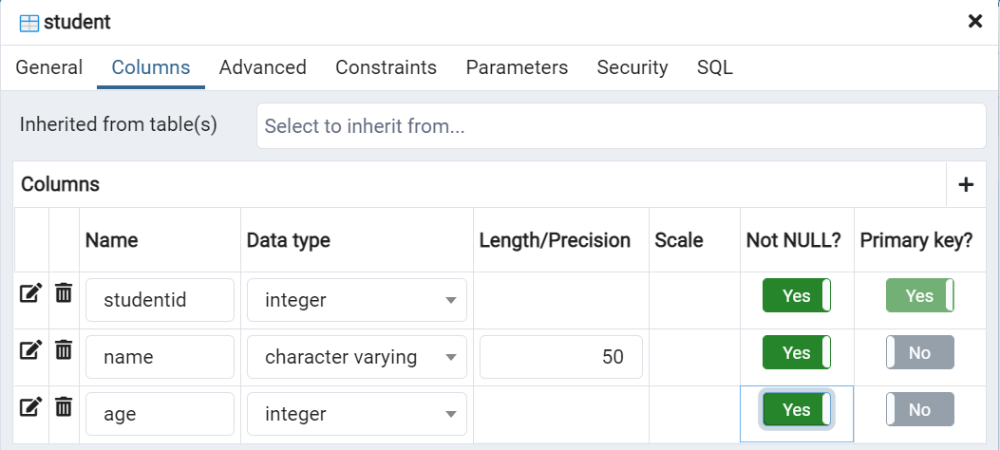 student
General Columns Advanced Constraints Parameters Security SQL
Inherited from table(s) Select to inherit from...
Columns
Name Data type Length/Precision Scale Not NULL? Primary key?
studentid integer Yes Yes
name character varying 50 Yes No
age integer Yes No